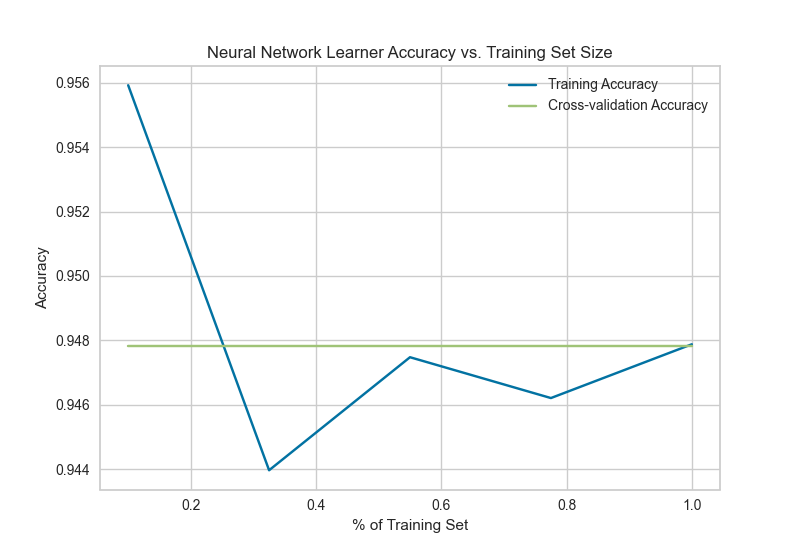 Neural Network Learner Accuracy vs. Training Set Size
0.956
0.954
0.952
0.950
0.948
0.946
0.944
Accuracy
Training Accuracy
Cross-validation Accuracy
0.2 0.4 0.6 0.8 1.0
% of Training Set